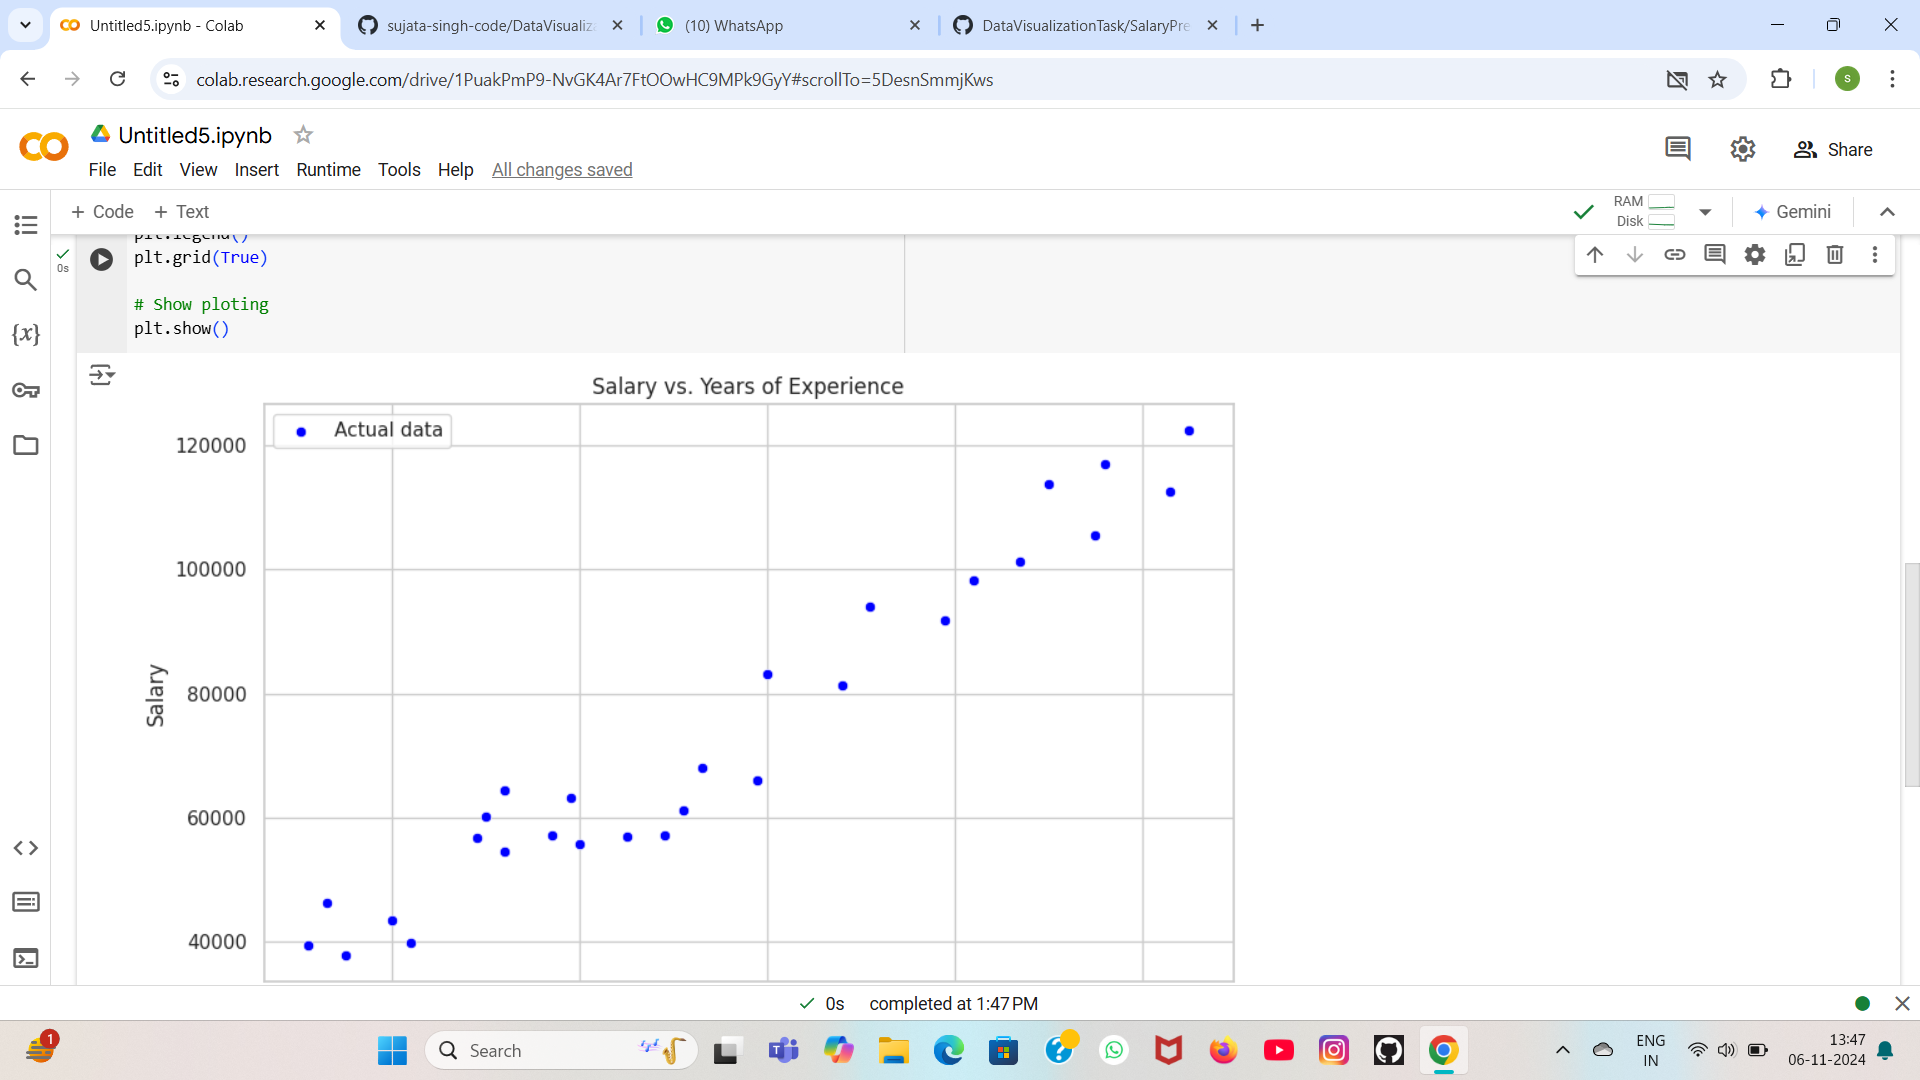 Untitled5.ipynb - Colab
sujata-singh-code/DataVisualiz
(10) WhatsApp
DataVisualizationTask/SalaryPre
colab.research.google.com/drive/1PuakPmP9-NvGK4Ar7FtOOwHC9MPk9GyY#scrollTo=5DesnSmmjKws
s
CO
Untitled5.ipynb
File Edit View Insert Runtime Tools Help All changes saved
Share
+ Code + Text
RAM
Disk
Gemini
plt.legend()
0s
plt.grid(True)
# Show ploting
plt.show()
{x}
Salary vs. Years of Experience
Actual data
120000
100000
80000
60000
40000
Salary
0s completed at 1:47 PM
1
Search
ENG
IN
13:47
06-11-2024